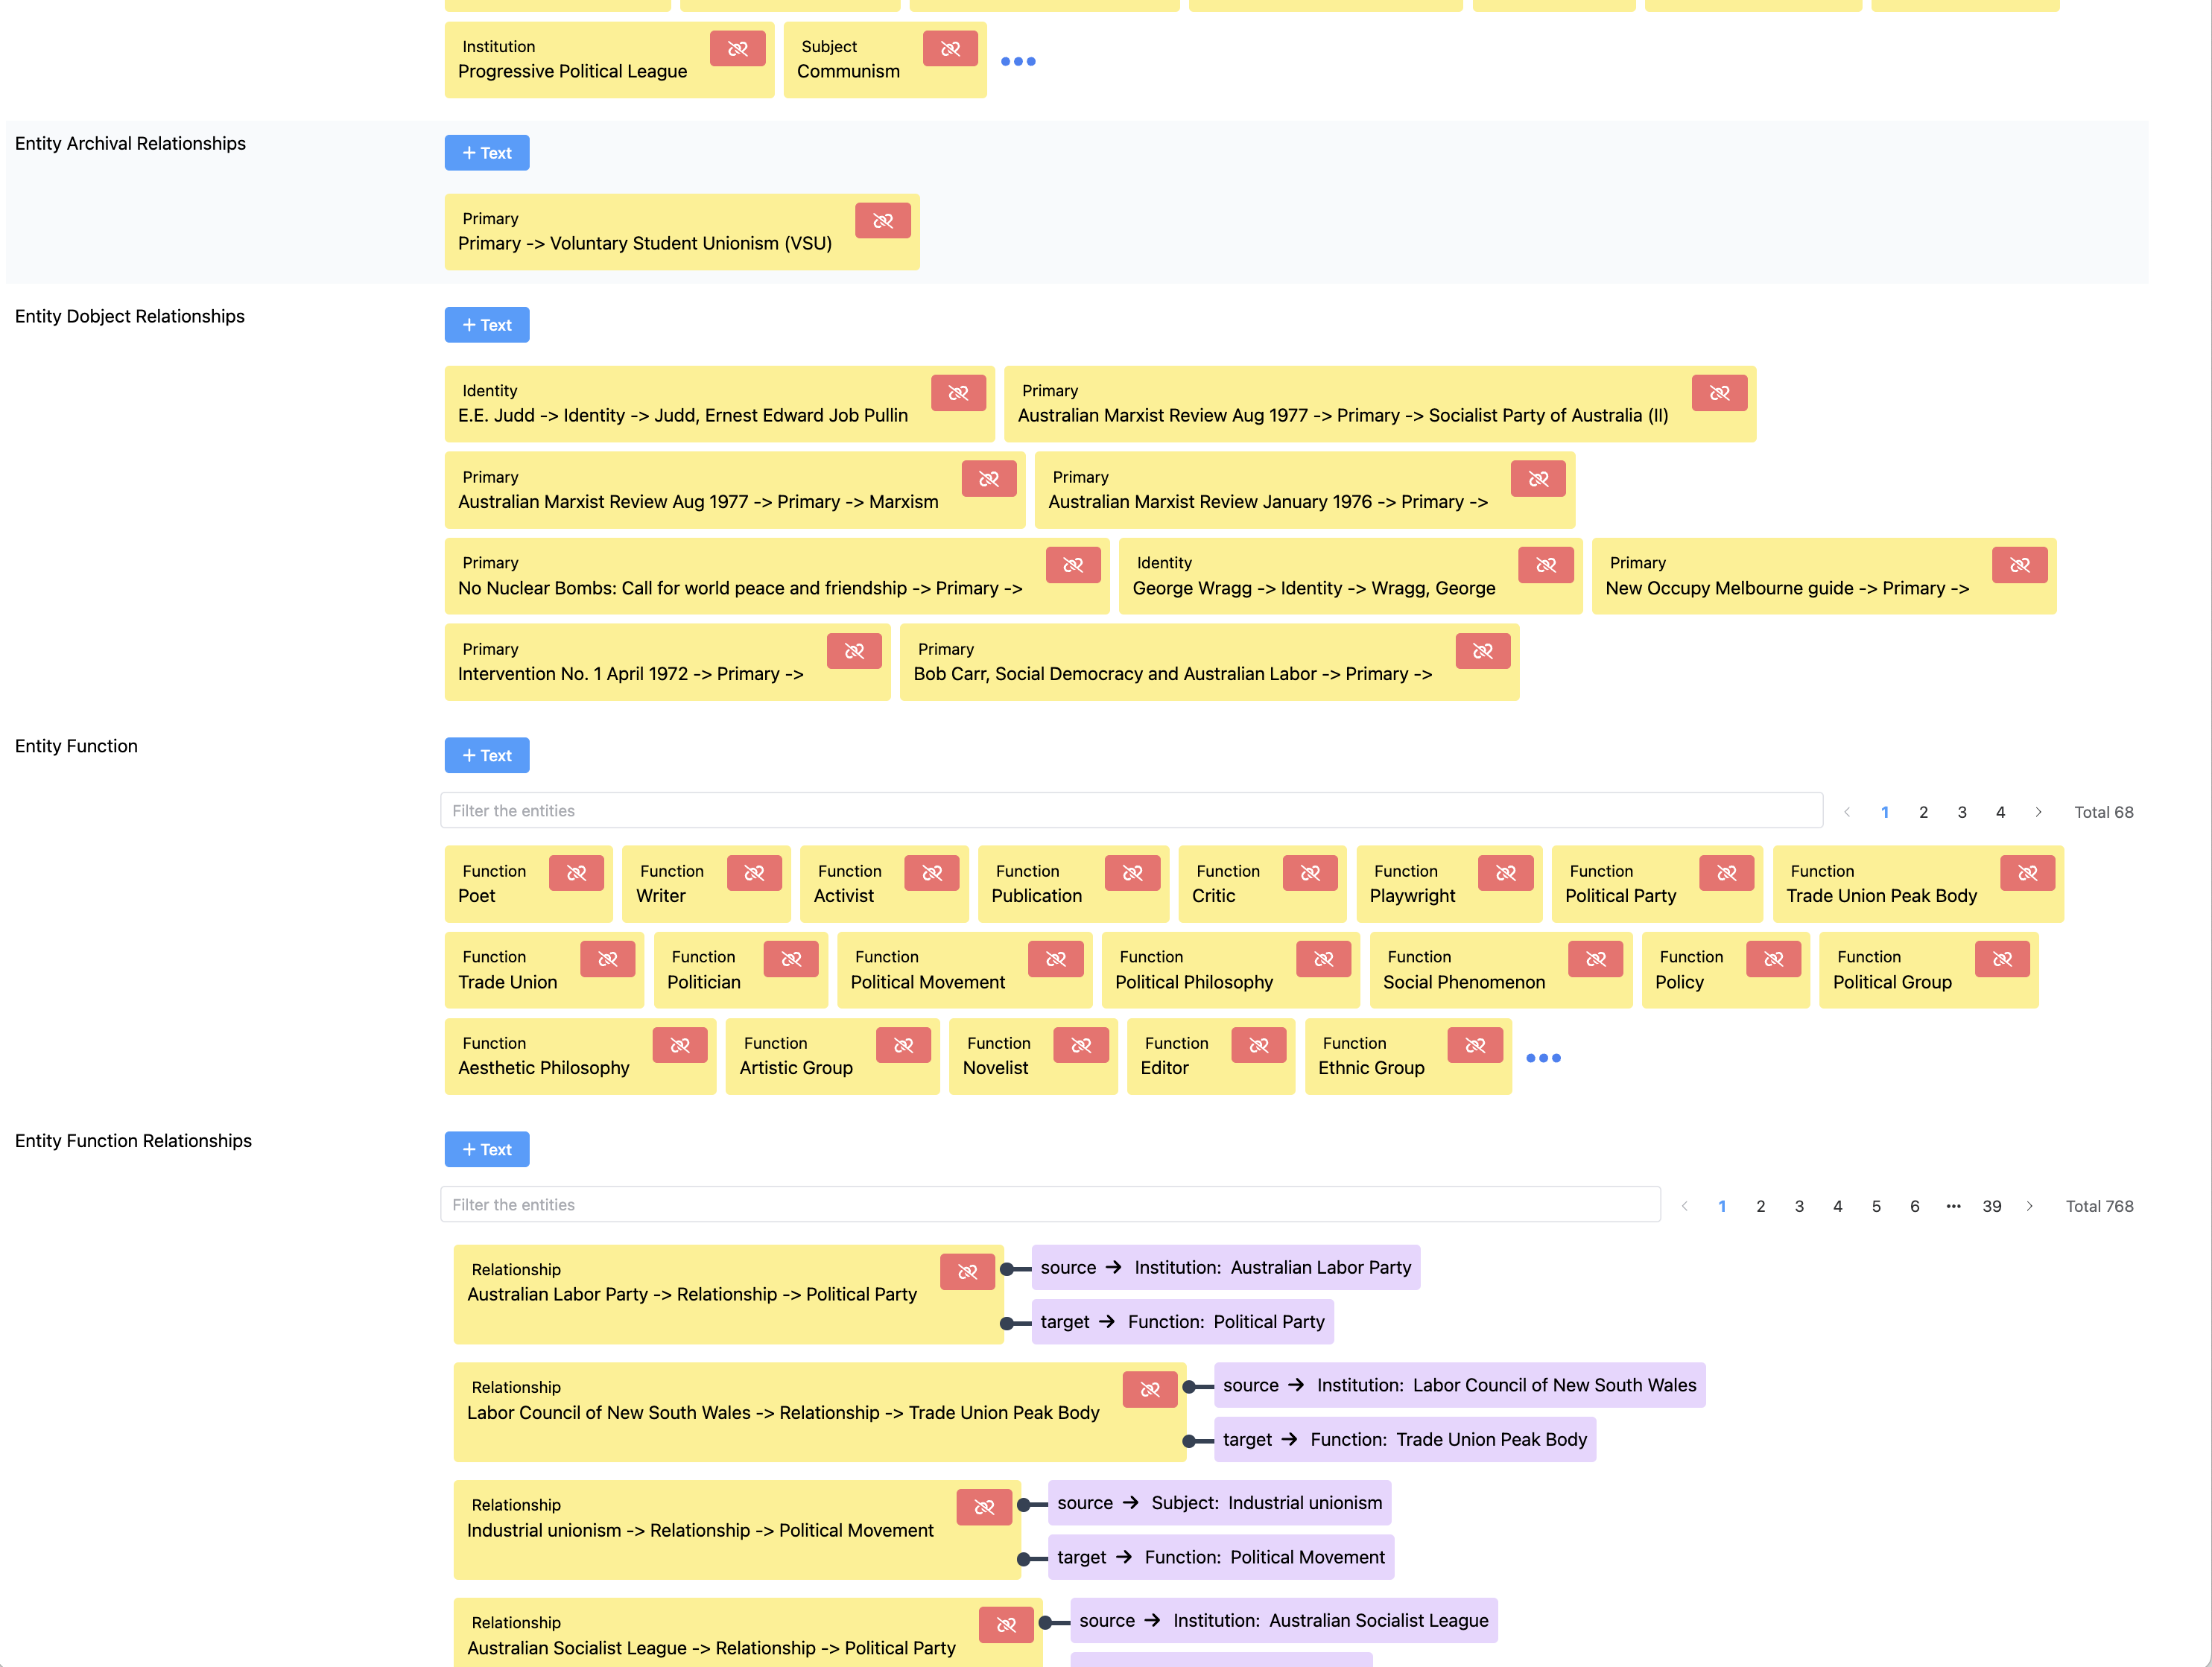 Institution
Progressive Political League
Subject
Communism
Entity Archival Relationships
+ Text
Primary
Primary -> Voluntary Student Unionism (VSU)
Entity Dobject Relationships
+ Text
Identity
E.E. Judd -> Identity -> Judd, Ernest Edward Job Pullin
Primary
Australian Marxist Review Aug 1977 -> Primary -> Socialist Party of Australia (II)
Primary
Australian Marxist Review Aug 1977 -> Primary -> Marxism
Primary
Australian Marxist Review January 1976 -> Primary ->
Primary
No Nuclear Bombs: Call for world peace and friendship -> Primary ->
Identity
George Wragg -> Identity -> Wragg, George
Primary
New Occupy Melbourne guide -> Primary ->
Primary
Intervention No. 1 April 1972 -> Primary ->
Primary
Bob Carr, Social Democracy and Australian Labor -> Primary ->
Entity Function
+ Text
Filter the entities
< 1 2 3 4 > Total 68
Function
Poet
Function
Writer
Function
Activist
Function
Publication
Function
Critic
Function
Playwright
Function
Political Party
Function
Trade Union Peak Body
Function
Trade Union
Function
Politician
Function
Political Movement
Function
Political Philosophy
Function
Social Phenomenon
Function
Policy
Function
Political Group
Function
Aesthetic Philosophy
Function
Artistic Group
Function
Novelist
Function
Editor
Function
Ethnic Group
Entity Function Relationships
+ Text
Filter the entities
< 1 2 3 4 5 6 ••• 39 > Total 768
Relationship
Australian Labor Party -> Relationship -> Political Party
source → Institution: Australian Labor Party
target → Function: Political Party
Relationship
Labor Council of New South Wales -> Relationship -> Trade Union Peak Body
source → Institution: Labor Council of New South Wales
target → Function: Trade Union Peak Body
Relationship
Industrial unionism -> Relationship -> Political Movement
source → Subject: Industrial unionism
target → Function: Political Movement
Relationship
Australian Socialist League -> Relationship -> Political Party
source → Institution: Australian Socialist League